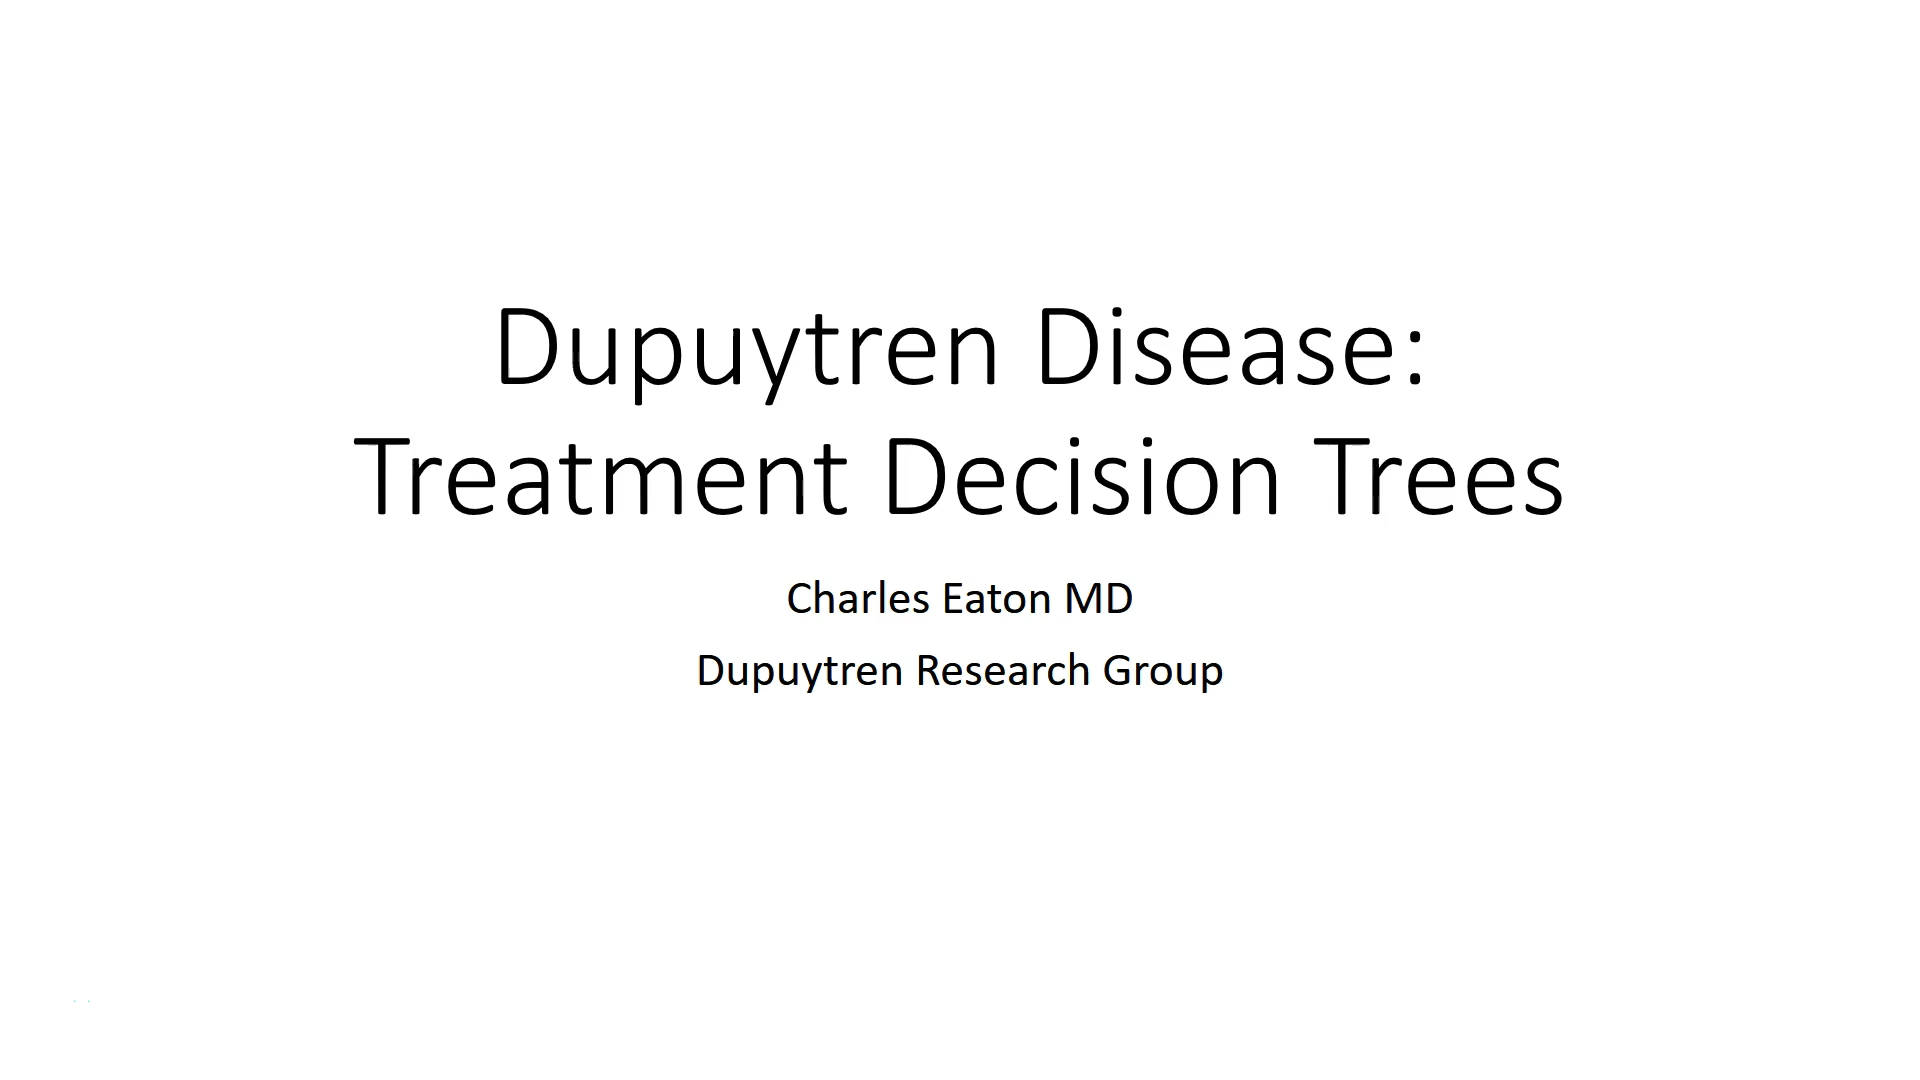 Dupuytren Disease:
Treatment Decision Trees
Charles Eaton MD
Dupuytren Research Group